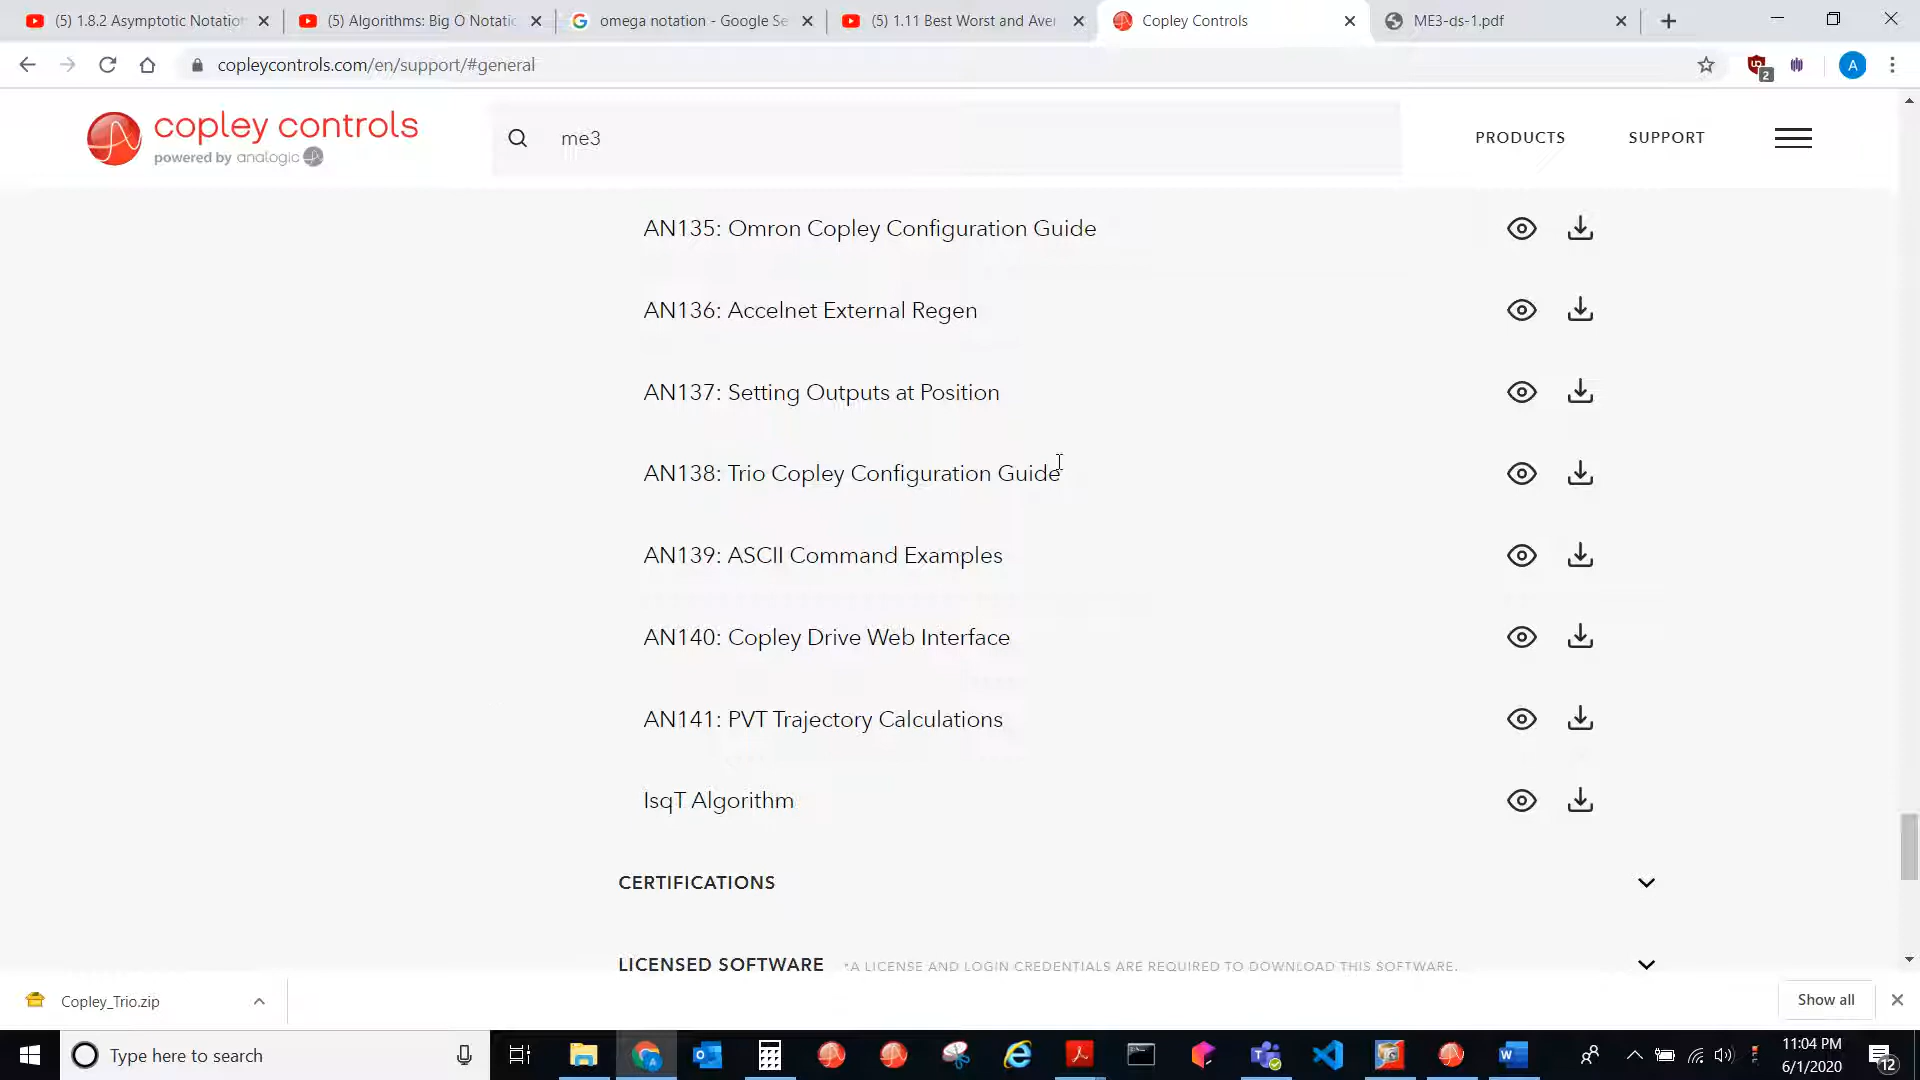 (5) 1.8.2 Asymptotic Notatio
(5) Algorithms: Big O Notatic
omega notation - Google Se
(5) 1.11 Best Worst and Aver
Copley Controls
ME3-ds-1.pdf
copleycontrols.com/en/support/#general
2
A
copley controls
powered by analogic
me3
PRODUCTS
SUPPORT
AN135: Omron Copley Configuration Guide
AN136: Accelnet External Regen
AN137: Setting Outputs at Position
AN138: Trio Copley Configuration Guide
AN139: ASCII Command Examples
AN140: Copley Drive Web Interface
AN141: PVT Trajectory Calculations
IsqT Algorithm
CERTIFICATIONS
LICENSED SOFTWARE *A LICENSE AND LOGIN CREDENTIALS ARE REQUIRED TO DOWNLOAD THIS SOFTWARE.
Copley_Trio.zip
Show all
Type here to search
11:04 PM
6/1/2020
12